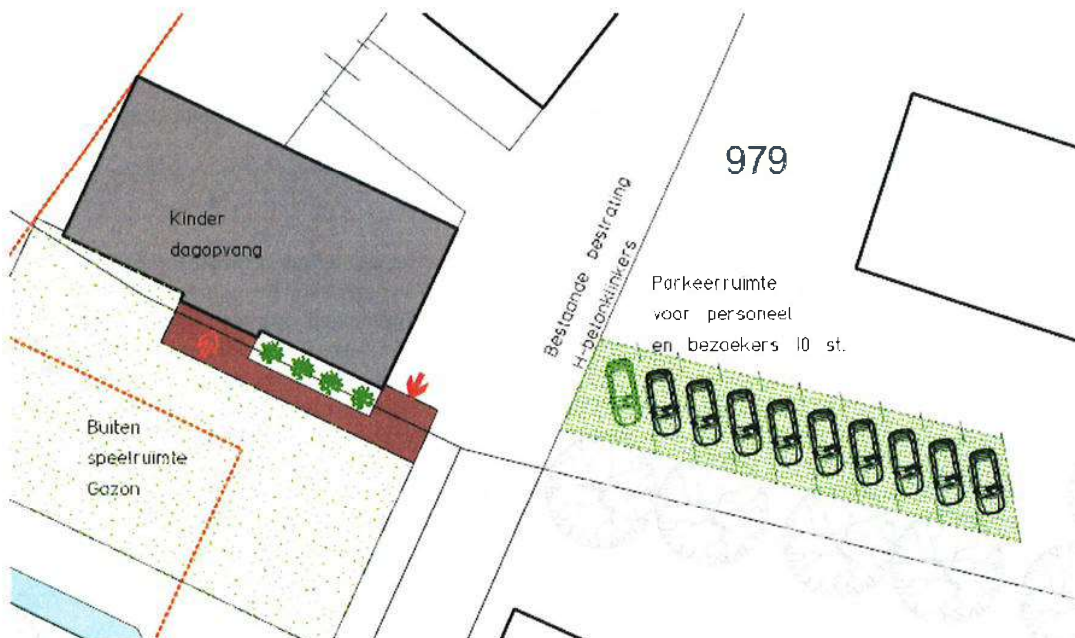 979
Kinder
dagopvang
Bestaande bestrating
H-betonklinkers
Parkeerruimte
voor personeel
en bezoekers 10 st.
Buiten
speelruimte
Gazon